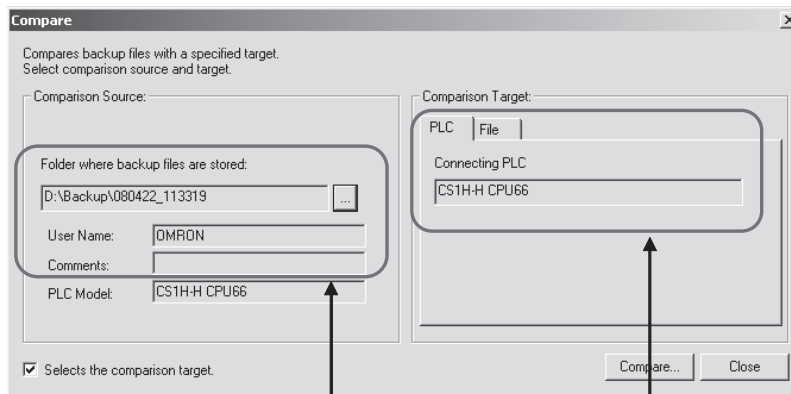 Compare
Compares backup files with a specified target.
Select comparison source and target.
Comparison Source:
Folder where backup files are stored:
D:\Backup\080422_113319
...
User Name: OMRON
Comments:
PLC Model: CS1H-H CPU66
Comparison Target:
PLC File
Connecting PLC
CS1H-H CPU66
Selects the comparison target.
Compare... Close